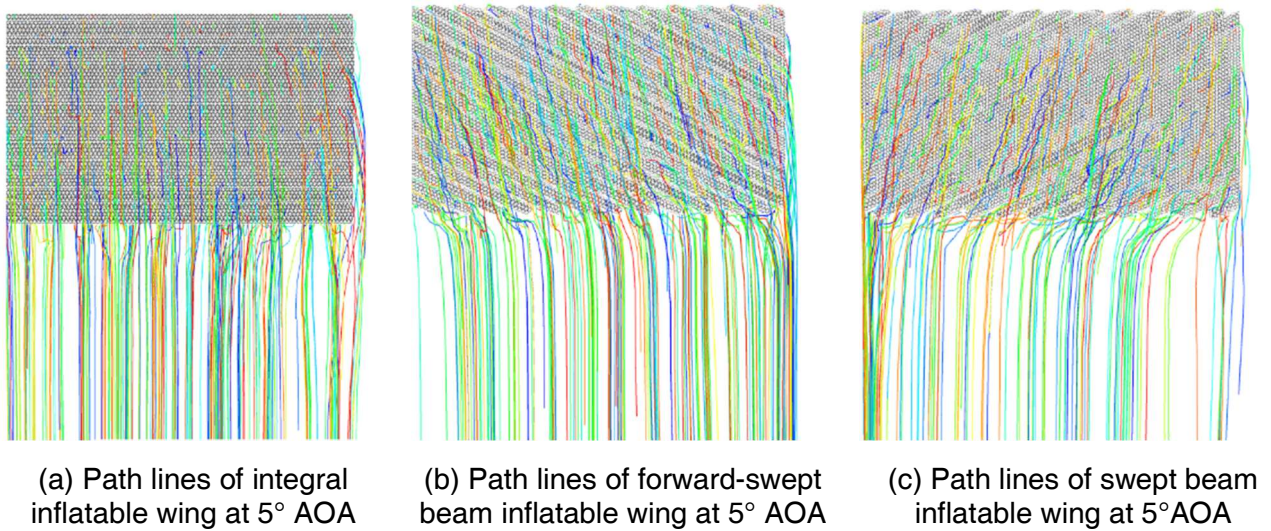 (a) Path lines of integral
inflatable wing at 5° AOA
(b) Path lines of forward-swept
beam inflatable wing at 5° AOA
(c) Path lines of swept beam
inflatable wing at 5°AOA